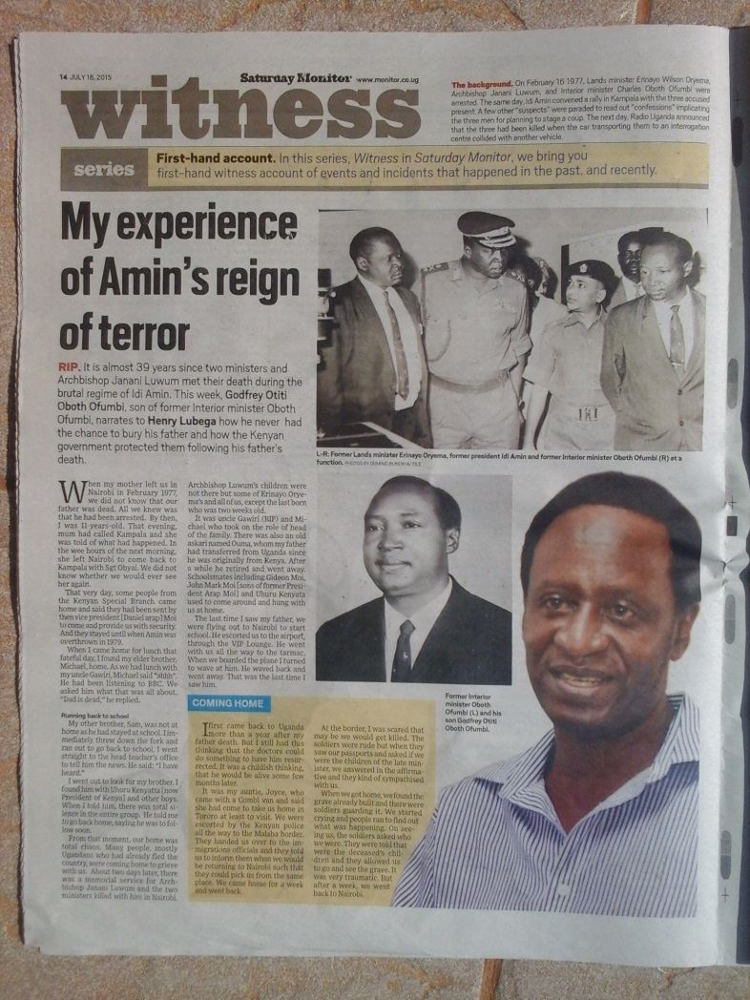 14 JULY 18, 2015
Saturday Monitor www.monitor.co.ug
witness
The background. On February 16 1977, Lands minister Erinayo Wilson Oryema,
Archbishop Janani Luwum, and Interior minister Charles Oboth Ofumbi were
arrested. The same day, Idi Amin convened a rally in Kampala with the three accused
present. A few other "suspects" were paraded to read out "confessions" implicating
the three men for planning to stage a coup. The next day, Radio Uganda announced
that the three had been killed when the car transporting them to an interrogation
centre collided with another vehicle.
series
First-hand account. In this series, Witness in Saturday Monitor, we bring you
first-hand witness account of events and incidents that happened in the past, and recently.
My experience
of Amin's reign
of terror
RIP. It is almost 39 years since two ministers and
Archbishop Janani Luwum met their death during the
brutal regime of Idi Amin. This week, Godfrey Otiti
Oboth Ofumbi, son of former Interior minister Oboth
Ofumbi, narrates to Henry Lubega how he never had
the chance to bury his father and how the Kenyan
government protected them following his father's
death.
L-R: Former Lands minister Erinayo Oryema, former president Idi Amin and former Interior minister Oboth Ofumbi (R) at a
function. PHOTOS BY DOMINIC BUKENYA/ FILE
When my mother left us in
Nairobi in February 1977,
we did not know that our
father was dead. All we knew was
that he had been arrested. By then,
I was 11-years-old. That evening,
mum had called Kampala and she
was told of what had happened. In
the wee hours of the next morning,
she left Nairobi to come back to
Kampala with Sgt Obyai. We did not
know whether we would ever see
her again.
That very day, some people from
the Kenyan Special Branch came
home and said they had been sent by
then vice president [Daniel arap] Moi
to come and provide us with security.
And they stayed until when Amin was
overthrown in 1979.
When I came home for lunch that
fateful day, I found my elder brother,
Michael, home. As we had lunch with
my uncle Gawiri, Michael said "ahhh".
He had been listening to BBC. We
asked him what that was all about.
"Dad is dead," he replied.
Running back to school
My other brother, Sam, was not at
home as he had stayed at school. I im-
mediately threw down the fork and
ran out to go back to school. I went
straight to the head teacher's office
to tell him the news. He said: "I have
heard."
I went out to look for my brother. I
found him with Uhuru Kenyatta [now
President of Kenya] and other boys.
When I told him, there was total si-
lence in the entire group. He told me
to go back home, saying he was to fol-
low soon.
From that moment, our home was
total chaos. Many people, mostly
Ugandans who had already fled the
country, were coming home to grieve
with us. About two days later, there
was a memorial service for Arch-
bishop Janani Luwum and the two
ministers killed with him in Nairobi.
Archbishop Luwum's children were
not there but some of Erinayo Orye-
ma's and all of us, except the last born
who was two weeks old.
It was uncle Gawiri (RIP) and Mi-
chael who took on the role of head
of the family. There was also an old
askari named Ouma, whom my father
had transferred from Uganda since
he was originally from Kenya. After
a while he retired and went away.
Schoolmates including Gideon Moi,
John Mark Moi [sons of former Presi-
dent Arap Moi] and Uhuru Kenyata
used to come around and hung with
us at home.
The last time I saw my father, we
were flying out to Nairobi to start
school. He escorted us to the airport,
through the VIP Lounge. He went
with us all the way to the tarmac.
When we boarded the plane I turned
to wave at him. He waved back and
went away. That was the last time I
saw him.
Former Interior
minister Oboth
Ofumbi (L) and his
son Godfrey Otiti
Oboth Ofumbi.
COMING HOME
I first came back to Uganda
more than a year after my
father death. But I still had this
thinking that the doctors could
do something to have him resur-
rected. It was a childish thinking,
that he would be alive some few
months later.
It was my auntie, Joyce, who
came with a Gombi van and said
she had come to take us home in
Tororo at least to visit. We were
escorted by the Kenyan police
all the way to the Malaba border.
They handed us over to the im-
migrations officials and they told
us to inform them when we would
be returning to Nairobi such that
they could pick us from the same
place. We came home for a week
and went back.
At the border, I was scared that
may be we would get killed. The
soldiers were rude but when they
saw our passports and asked if we
were the children of the late min-
ister, we answered in the affirma-
tive and they kind of sympathised
with us.
When we got home, we found the
grave already built and there were
soldiers guarding it. We started
crying and people ran to find out
what was happening. On see-
ing us, the soldiers asked who
we were. They were told that
were the deceased's chil-
dren and they allowed us
to go and see the grave. It
was very traumatic. But
after a week, we went
back to Nairobi.